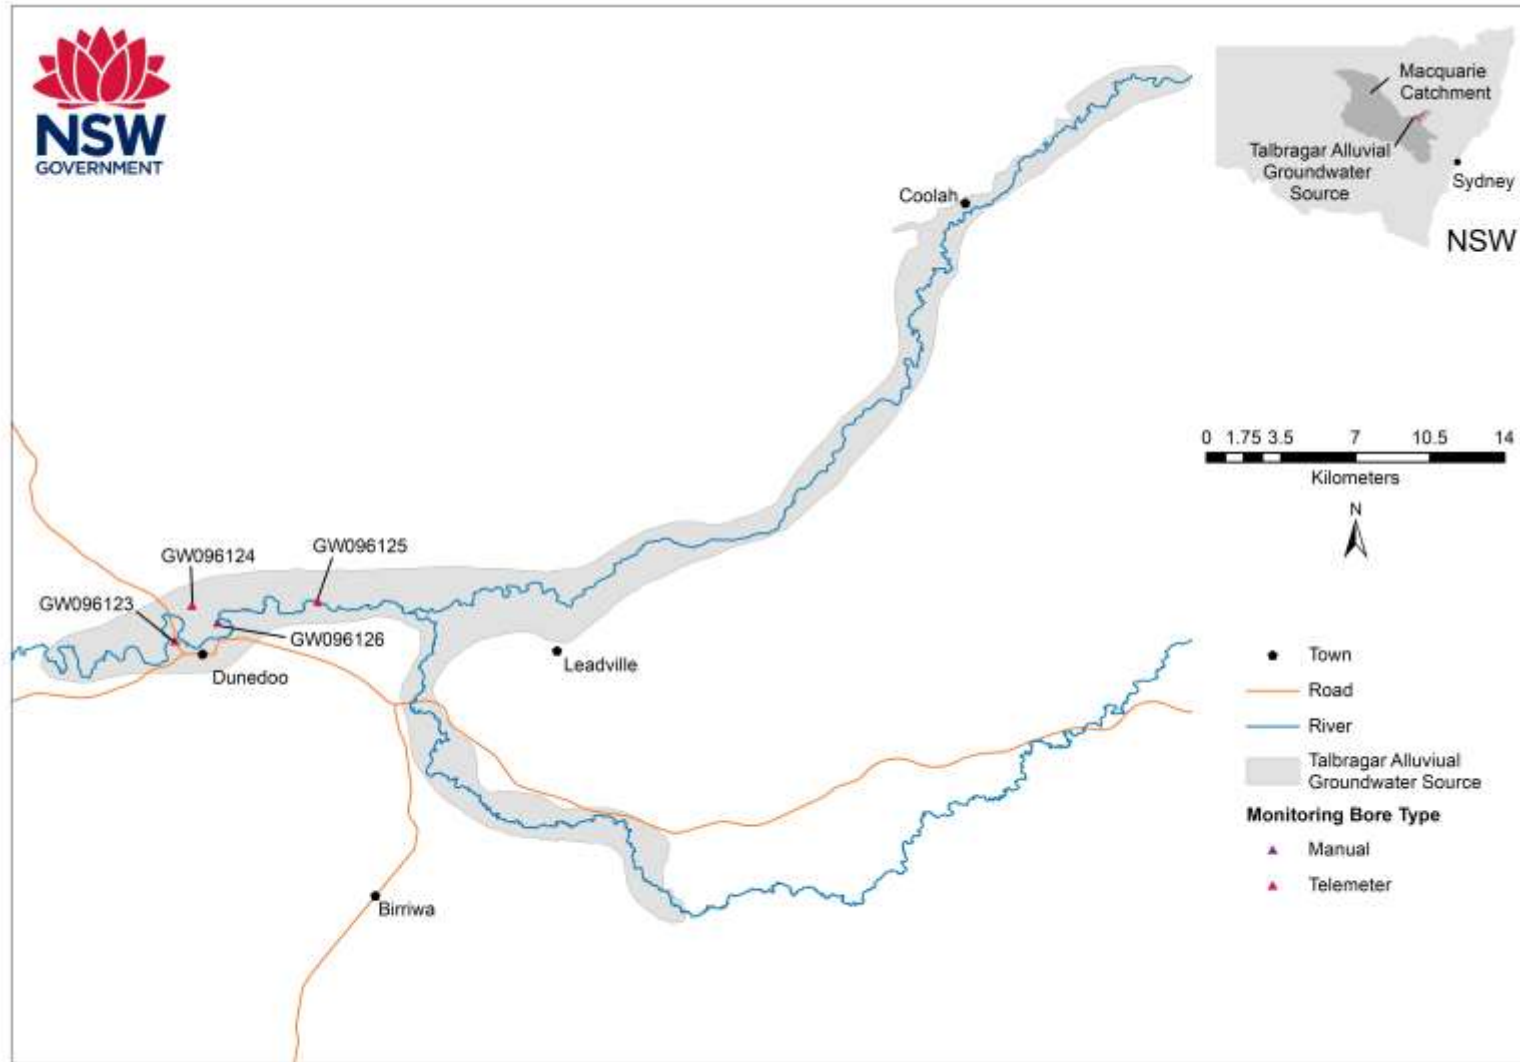 NSW
GOVERNMENT
Macquarie
Catchment
Talbragar Alluvial
Groundwater
Source
Sydney
NSW
Coolah
0 1.75 3.5 7 10.5 14
Kilometers
N
GW096124
GW096125
GW096123
GW096126
Dunedoo
Leadville
Birriwa
Town
Road
River
Talbragar Alluviual
Groundwater Source
Monitoring Bore Type
Manual
Telemeter